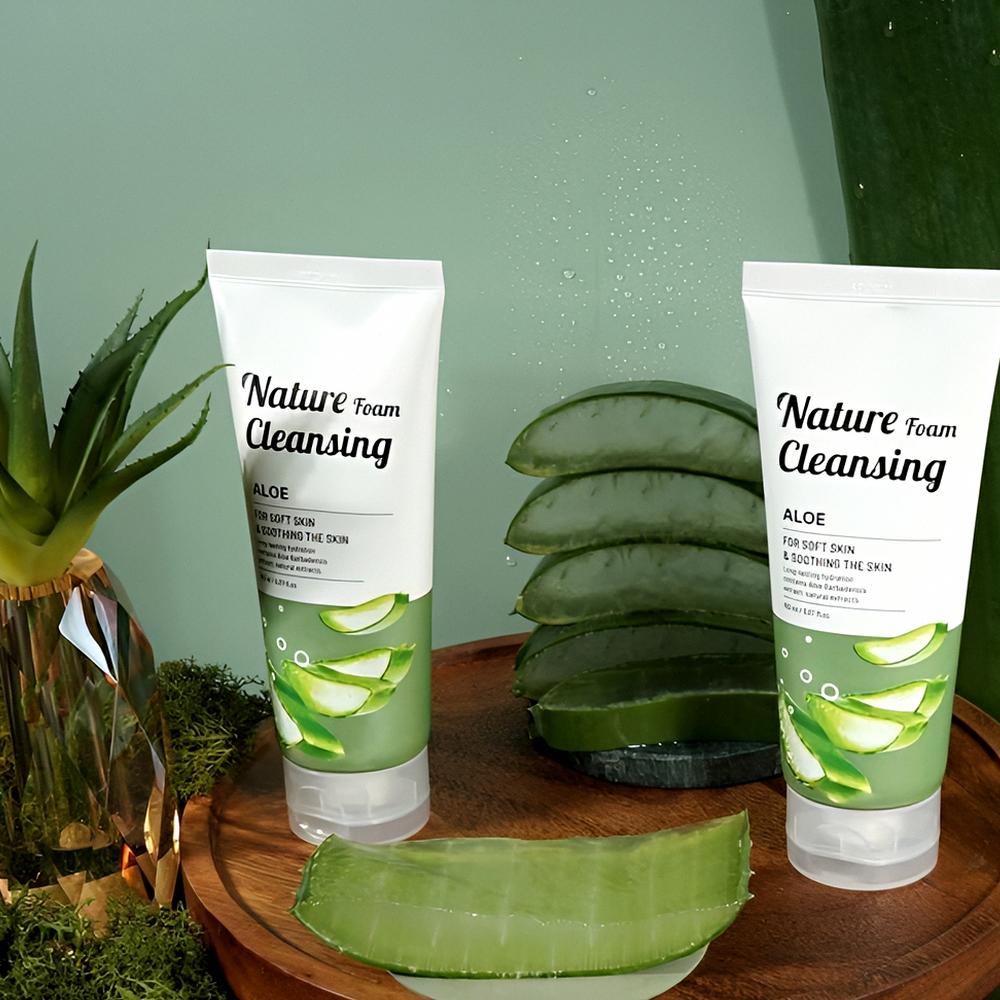 Nature Foam
Cleansing
ALOE
FOR SOFT SKIN
& SOOTHING THE SKIN
Nature Foam
Cleansing
ALOE
FOR SOFT SKIN
& SOOTHING THE SKIN